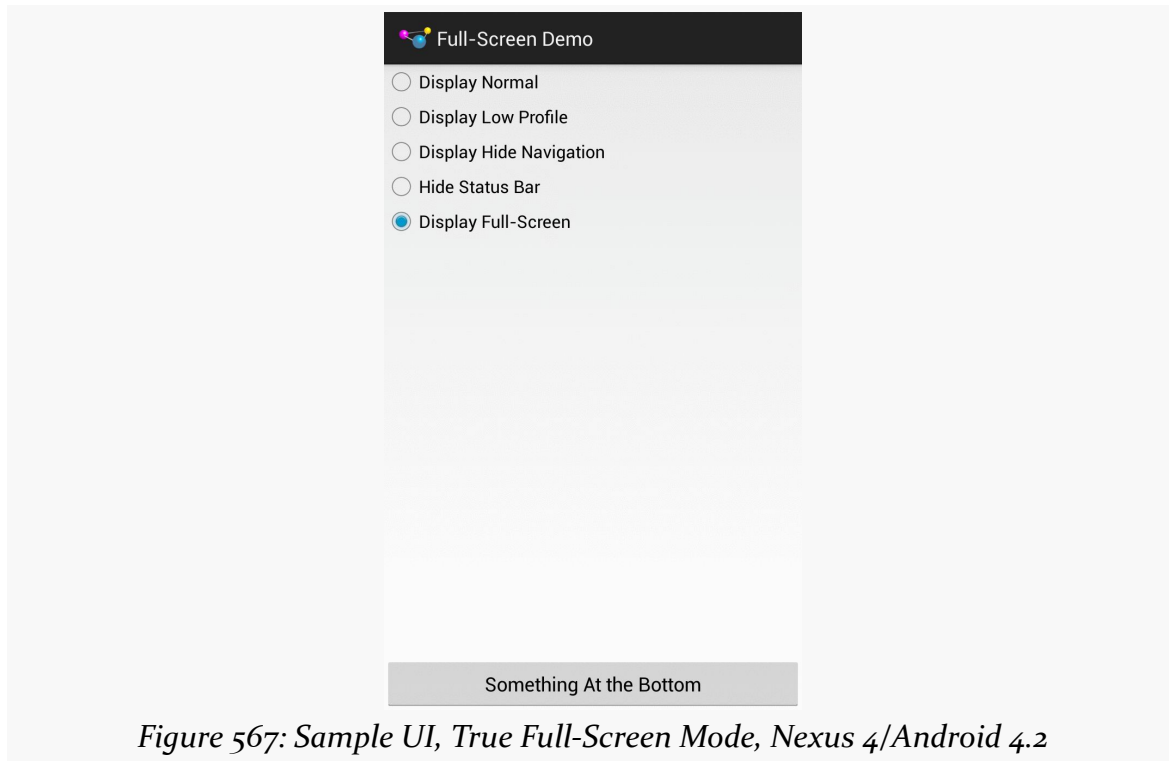 Full-Screen Demo
Display Normal
Display Low Profile
Display Hide Navigation
Hide Status Bar
Display Full-Screen
Something At the Bottom
Figure 567: Sample UI, True Full-Screen Mode, Nexus 4/Android 4.2